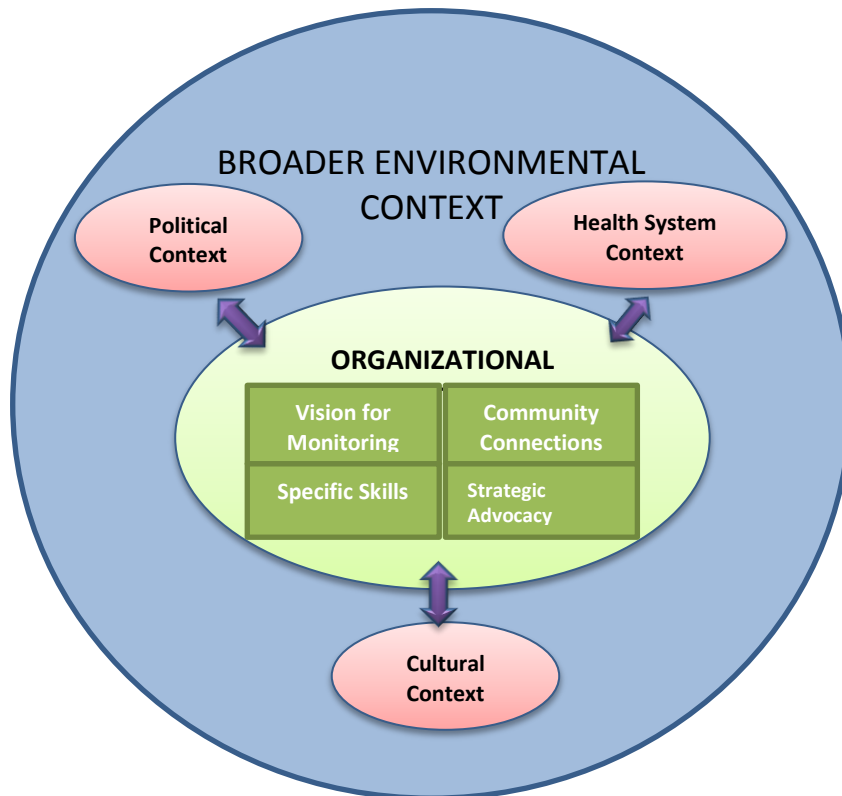 BROADER ENVIRONMENTAL
CONTEXT
Political
Context
Health System
Context
ORGANIZATIONAL
Vision for
Monitoring
Community
Connections
Specific Skills
Strategic
Advocacy
Cultural
Context